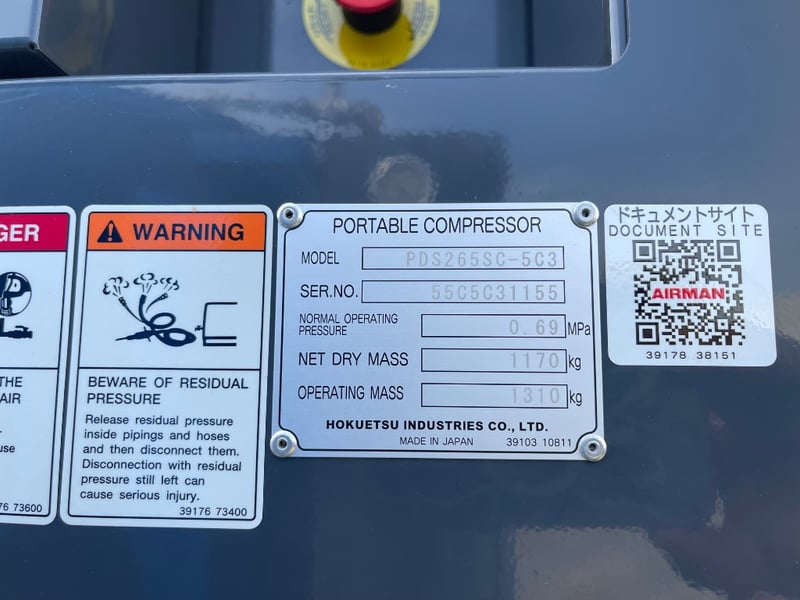 GER
THE
AIR
use
76 73600
WARNING
BEWARE OF RESIDUAL
PRESSURE
Release residual pressure
inside pipings and hoses
and then disconnect them.
Disconnection with residual
pressure still left can
cause serious injury.
39176 73400
PORTABLE COMPRESSOR
MODEL PDS265SC-5C3
SER.NO. 55C5C31155
NORMAL OPERATING
PRESSURE 0.69 MPa
NET DRY MASS 1170 kg
OPERATING MASS 1310 kg
HOKUETSU INDUSTRIES CO., LTD.
MADE IN JAPAN 39103 10811
ドキュメントサイト
DOCUMENT SITE
AIRMAN
39178 38151